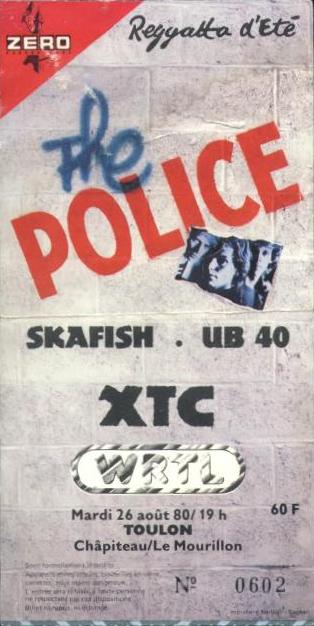 ZERO
Reggatta d'Eté
The
POLICE
SKAFISH . UB 40
XTC
WRTL
Mardi 26 août 80/19 h
60 F
TOULON
Châpiteau/Le Mourillon
Nº 0602